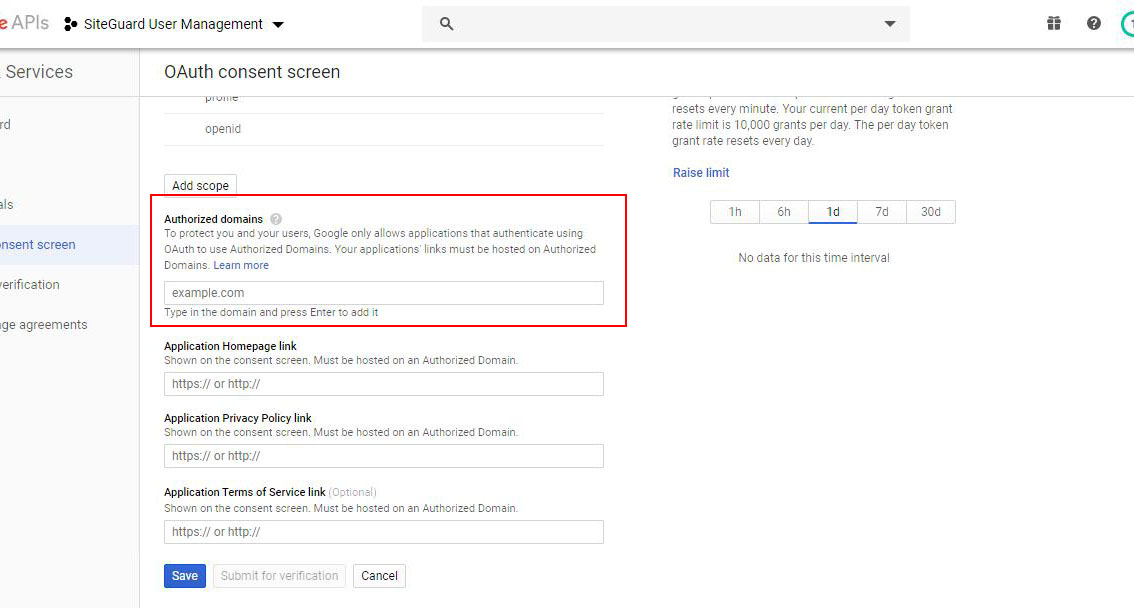 e APIs
SiteGuard User Management
Services
OAuth consent screen
profile
openid
Add scope
Authorized domains
To protect you and your users, Google only allows applications that authenticate using
OAuth to use Authorized Domains. Your applications' links must be hosted on Authorized
Domains. Learn more
example.com
Type in the domain and press Enter to add it
Application Homepage link
Shown on the consent screen. Must be hosted on an Authorized Domain.
https:// or http://
Application Privacy Policy link
Shown on the consent screen. Must be hosted on an Authorized Domain.
https:// or http://
Application Terms of Service link (Optional)
Shown on the consent screen. Must be hosted on an Authorized Domain.
https:// or http://
Save
Submit for verification
Cancel
rd
als
onsent screen
verification
ge agreements
resets every minute. Your current per day token grant
rate limit is 10,000 grants per day. The per day token
grant rate resets every day.
Raise limit
1h
6h
1d
7d
30d
No data for this time interval